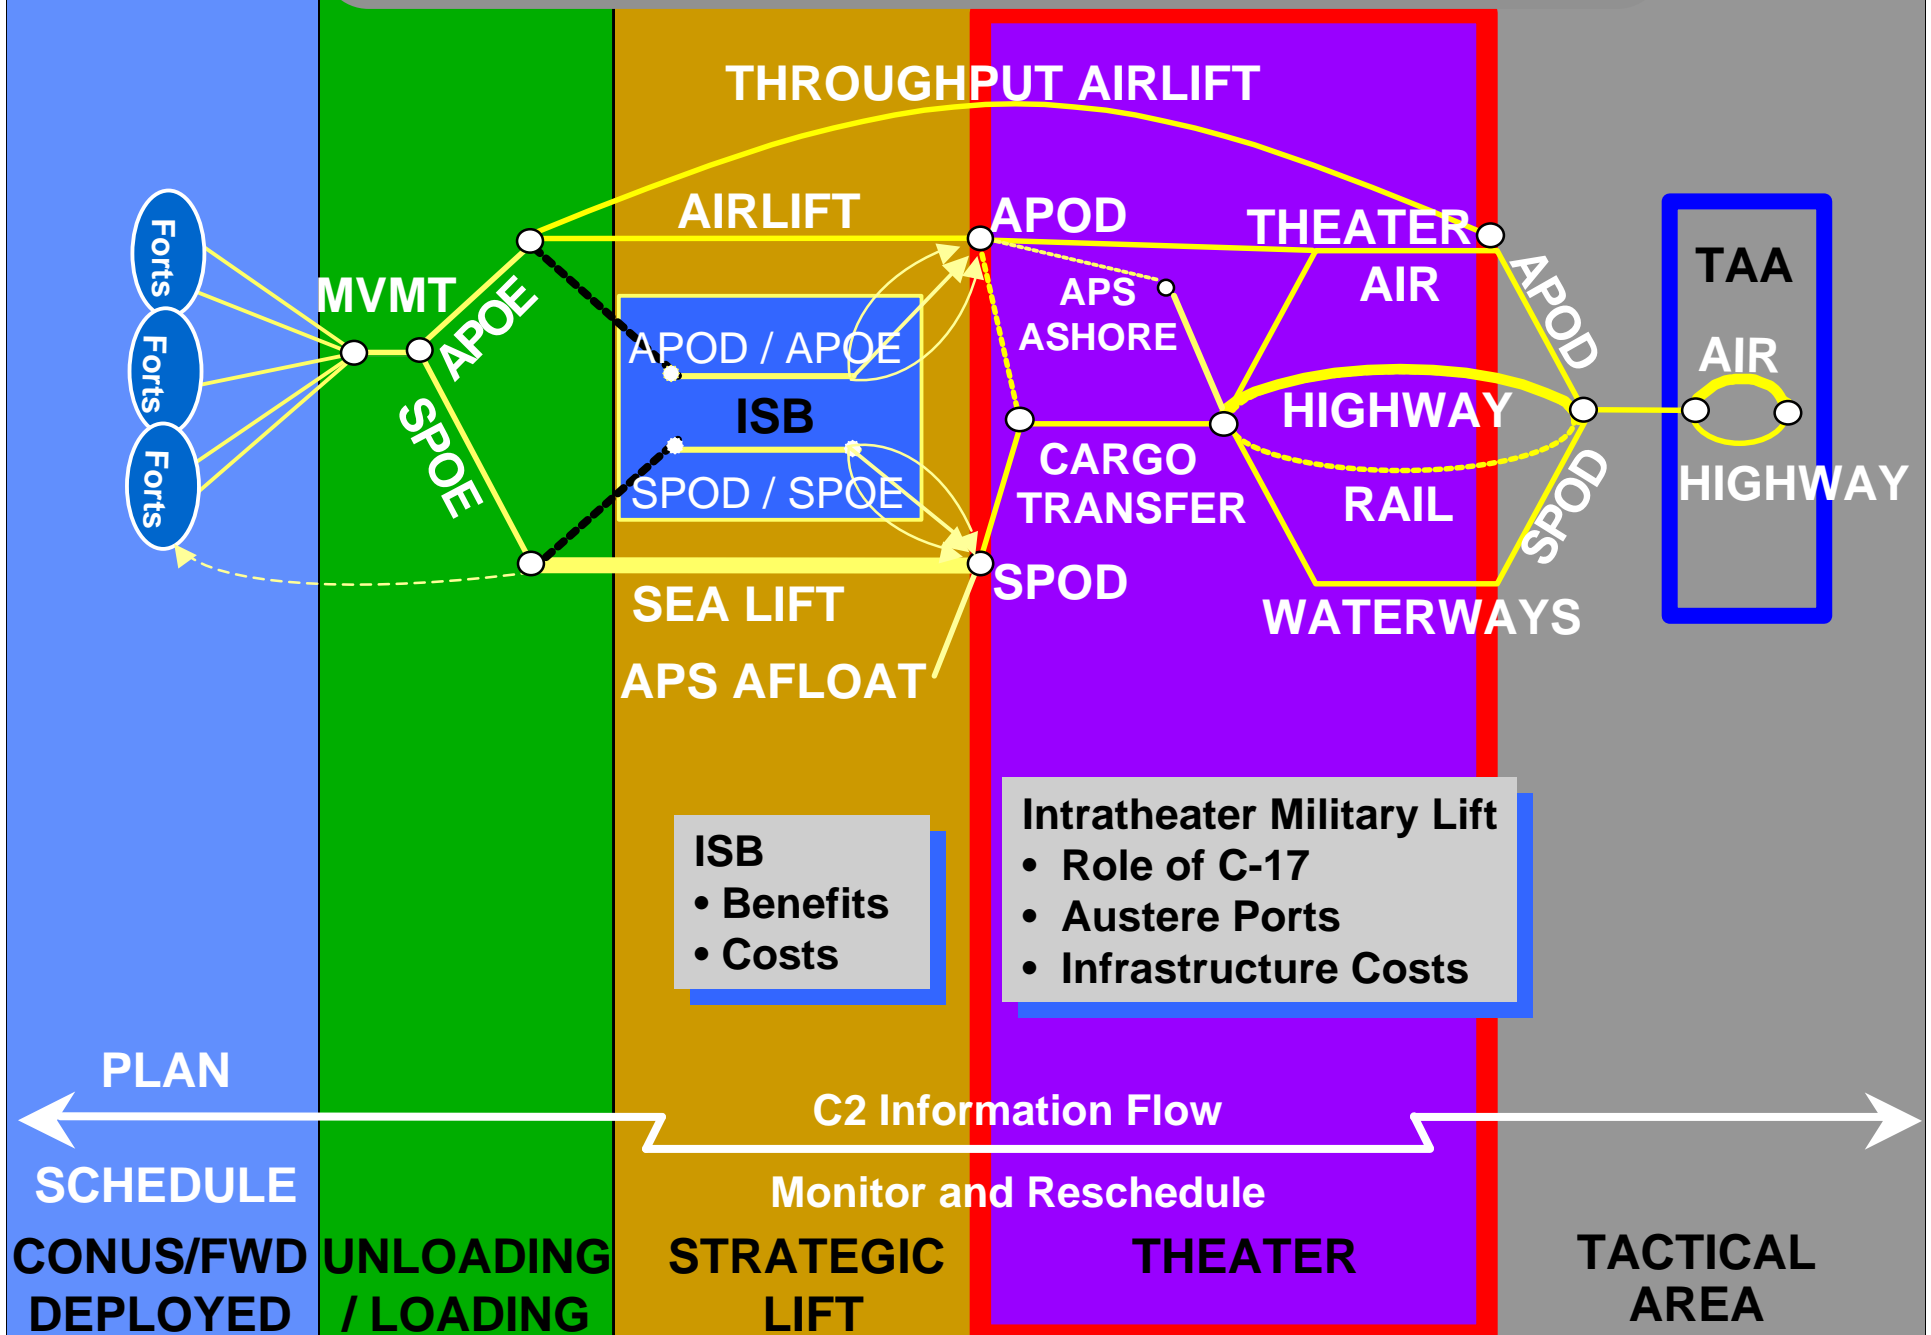 THROUGHPUT AIRLIFT
AIRLIFT
APOD
THEATER
AIR
Forts
Forts
Forts
MVMT
APOE
SPOE
APOD / APOE
ISB
SPOD / SPOE
APS
ASHORE
HIGHWAY
CARGO
TRANSFER
RAIL
APOD
SPOD
TAA
AIR
HIGHWAY
SEA LIFT
SPOD
WATERWAYS
APS AFLOAT
ISB
• Benefits
• Costs
Intratheater Military Lift
• Role of C-17
• Austere Ports
• Infrastructure Costs
PLAN
C2 Information Flow
SCHEDULE
Monitor and Reschedule
CONUS/FWD
DEPLOYED
UNLOADING
/ LOADING
STRATEGIC
LIFT
THEATER
TACTICAL
AREA